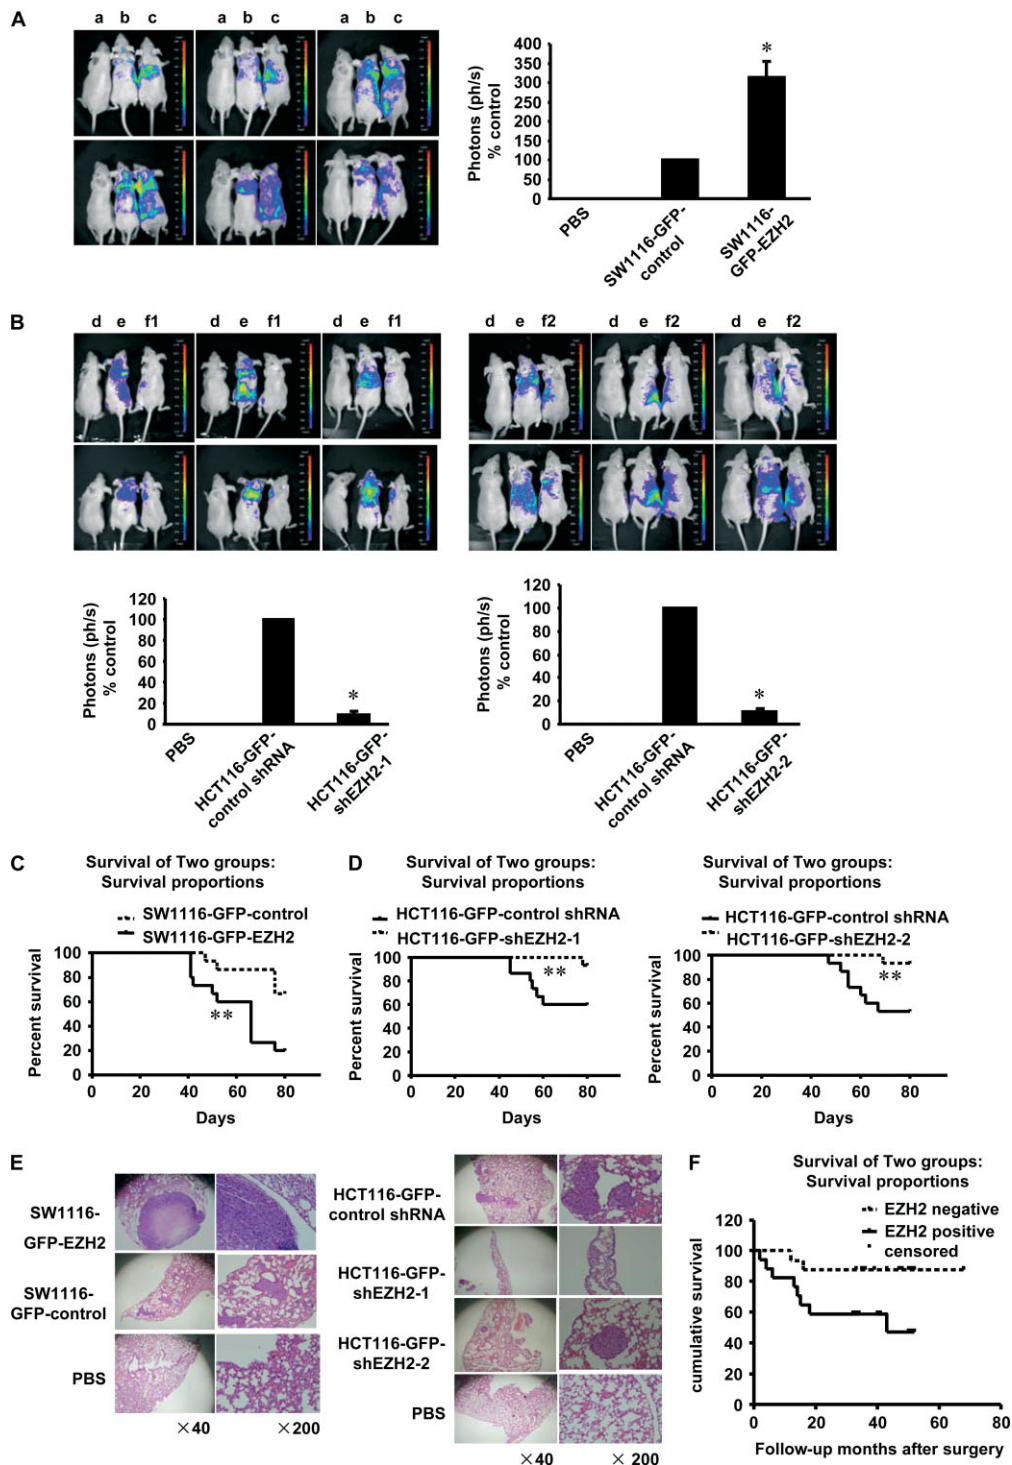 A
a b c a b c a b c
400
350
300
250
200
150
100
50
0
Photons (ph/s)
% control
*
PBS
SW1116-GFP-
control
SW1116-
GFP-EZH2
B
d e f1 d e f1 d e f1
d e f2 d e f2 d e f2
120
100
80
60
40
20
0
Photons (ph/s)
% control
*
PBS
HCT116-GFP-
control shRNA
HCT116-GFP-
shEZH2-1
120
100
80
60
40
20
0
Photons (ph/s)
% control
*
PBS
HCT116-GFP-
control shRNA
HCT116-GFP-
shEZH2-2
C
Survival of Two groups:
Survival proportions
SW1116-GFP-control
SW1116-GFP-EZH2
100
80
60
40
20
Percent survival
**
0 20 40 60 80
Days
D
Survival of Two groups:
Survival proportions
HCT116-GFP-control shRNA
HCT116-GFP-shEZH2-1
100
80
60
40
20
0
Percent survival
**
0 20 40 60 80
Days
Survival of Two groups:
Survival proportions
HCT116-GFP-control shRNA
HCT116-GFP-shEZH2-2
100
80
60
40
20
0
Percent survival
**
0 20 40 60 80
Days
E
SW1116-
GFP-EZH2
SW1116-
GFP-control
PBS
×40 ×200
HCT116-GFP-
control shRNA
HCT116-GFP-
shEZH2-1
HCT116-GFP-
shEZH2-2
PBS
×40 × 200
F
Survival of Two groups:
Survival proportions
EZH2 negative
EZH2 positive
censored
120
100
80
60
40
20
0
cumulative survival
0 20 40 60 80
Follow-up months after surgery